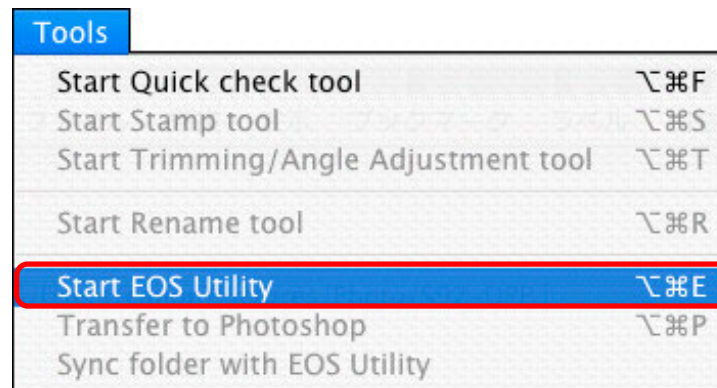 Tools
Start Quick check tool ⌥⌘F
Start Stamp tool ⌥⌘S
Start Trimming/Angle Adjustment tool ⌥⌘T
Start Rename tool ⌥⌘R
Start EOS Utility ⌥⌘E
Transfer to Photoshop ⌥⌘P
Sync folder with EOS Utility